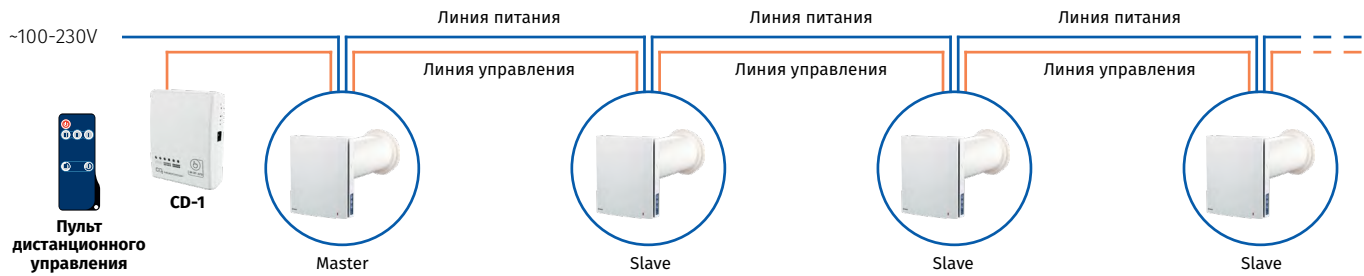 Линия питания
Линия питания
Линия питания
~100-230V
Линия управления
Линия управления
Линия управления
CD-1
Пульт
дистанционного
управления
Master
Slave
Slave
Slave